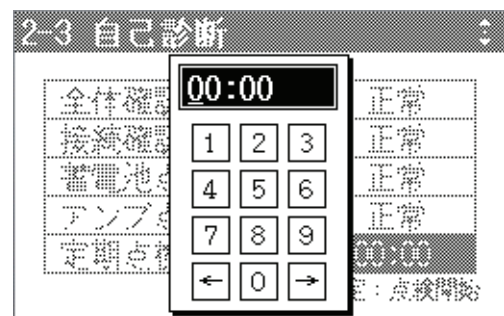 2-3 自己診断
00:00
全体確認 正常
接続確認 正常
蓄電池点 正常
アンプ点 正常
定期点検 00:00
1 2 3
4 5 6
7 8 9
← 0 →
定：点検開始